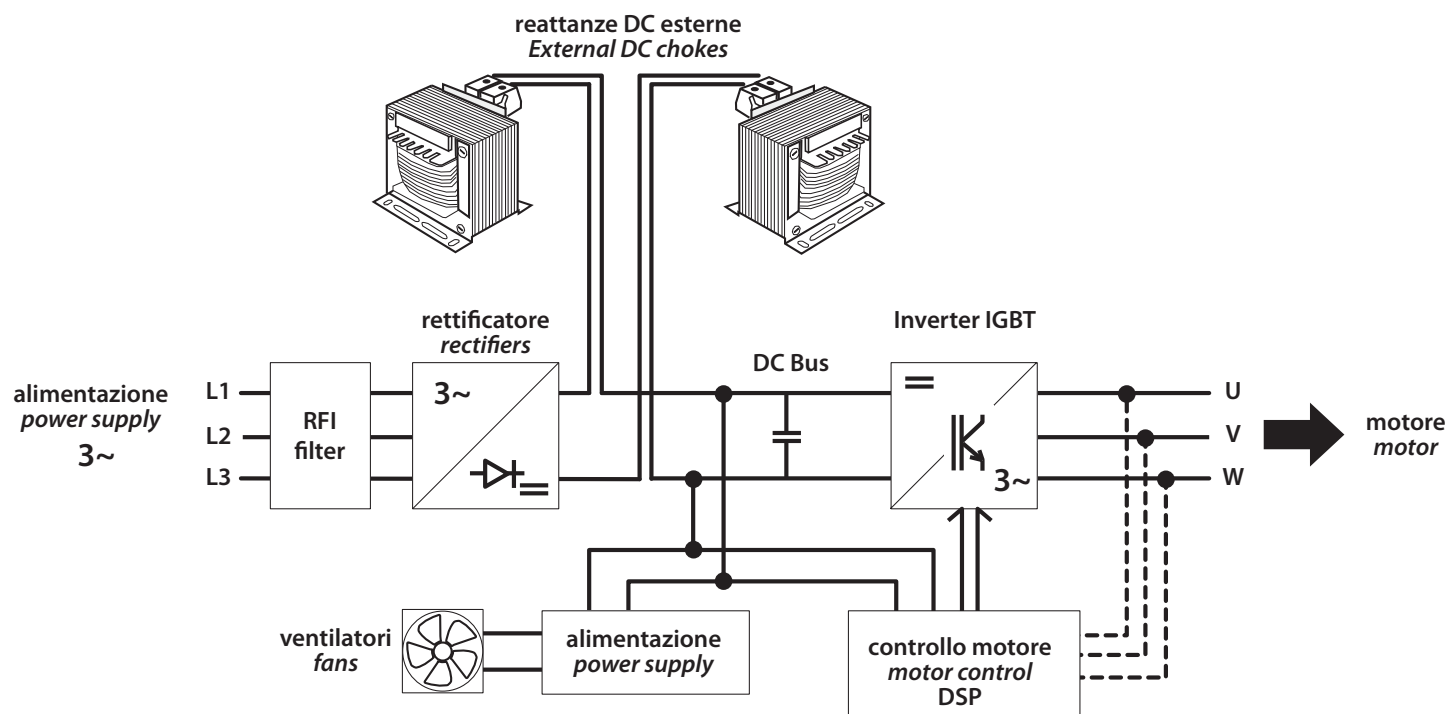 reattanze DC esterne
External DC chokes
rettificatore
rectifiers
Inverter IGBT
DC Bus
alimentazione
power supply
3~
L1
L2
L3
RFI
filter
3~
3~
U
V
W
motore
motor
ventilatori
fans
alimentazione
power supply
controllo motore
motor control
DSP